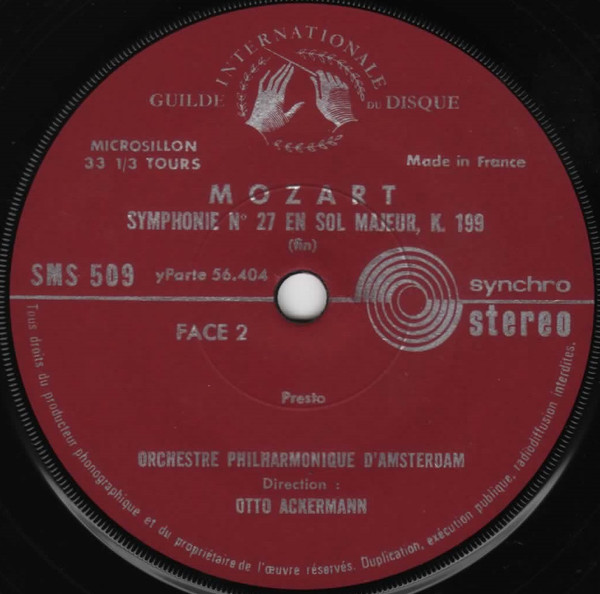 INTERNATIONALE
GUILDE DU DISQUE
MICROSILLON
33 1/3 TOURS
Made in France
MOZART
SYMPHONIE N° 27 EN SOL MAJEUR, K. 199
(fin)
SMS 509
yParte 56.404
synchro
stereo
FACE 2
Presto
ORCHESTRE PHILHARMONIQUE D'AMSTERDAM
Direction :
OTTO ACKERMANN
Tous droits du producteur phonographique et du propriétaire de l'œuvre réservés. Duplication, exécution publique, radiodiffusion interdites.